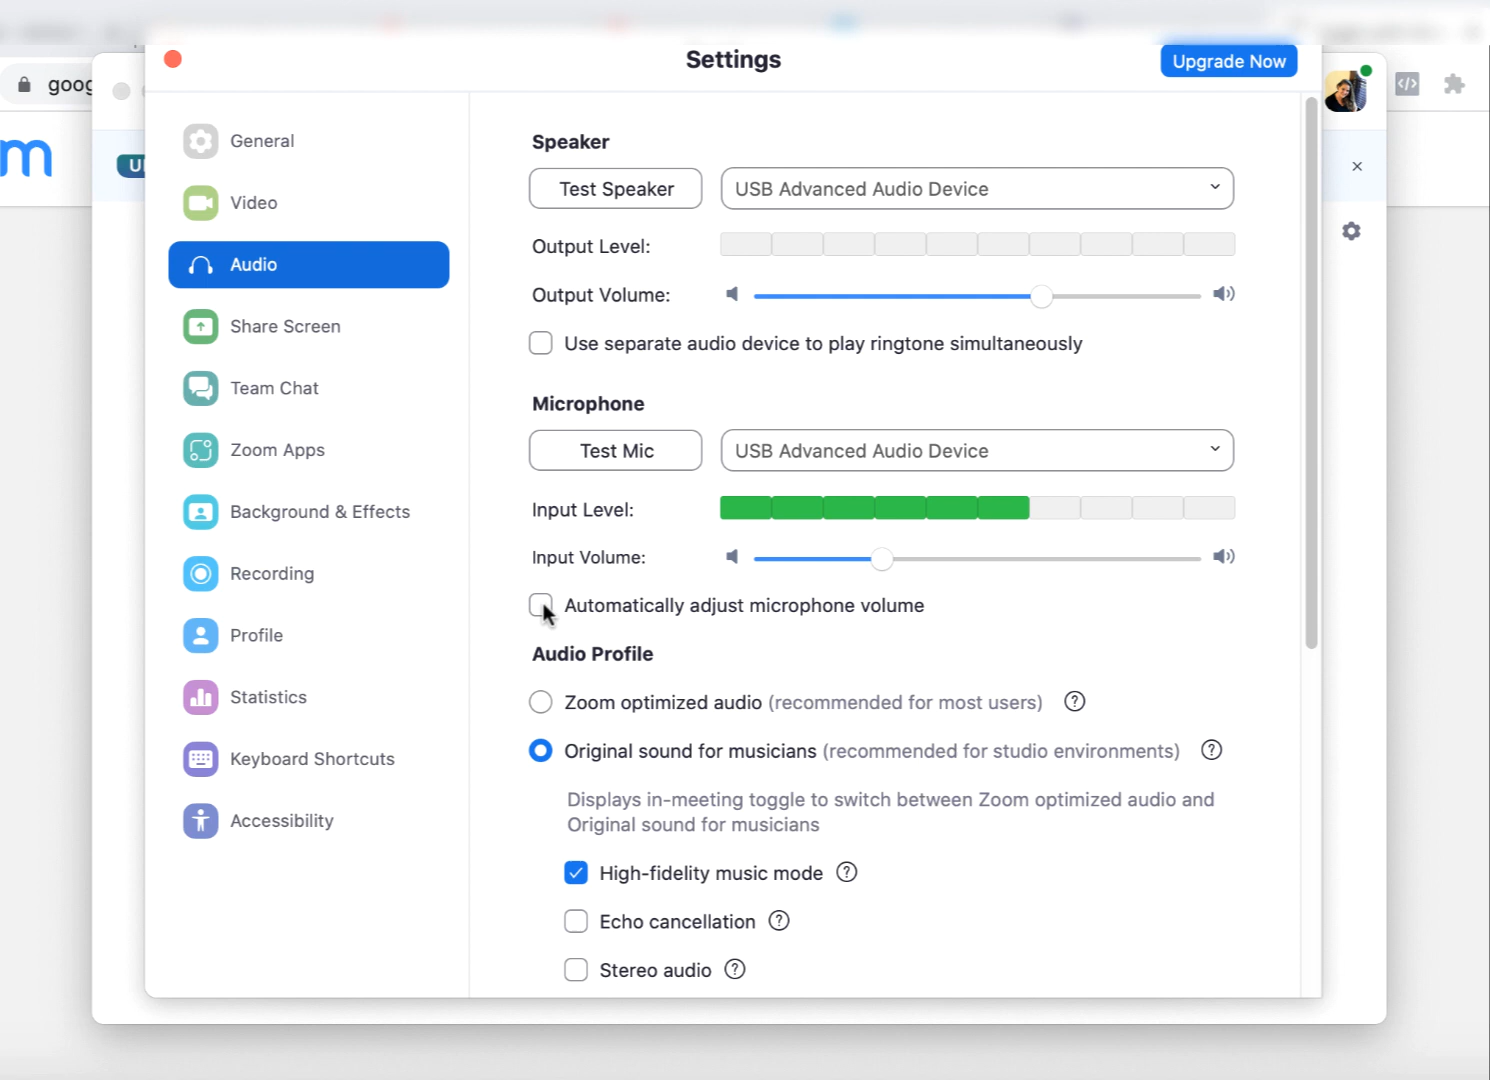 Settings
Upgrade Now
goog
m
General
Video
Audio
Share Screen
Team Chat
Zoom Apps
Background & Effects
Recording
Profile
Statistics
Keyboard Shortcuts
Accessibility
Speaker
Test Speaker
USB Advanced Audio Device
Output Level:
Output Volume:
Use separate audio device to play ringtone simultaneously
Microphone
Test Mic
USB Advanced Audio Device
Input Level:
Input Volume:
Automatically adjust microphone volume
Audio Profile
Zoom optimized audio (recommended for most users)
Original sound for musicians (recommended for studio environments)
Displays in-meeting toggle to switch between Zoom optimized audio and
Original sound for musicians
High-fidelity music mode
Echo cancellation
Stereo audio